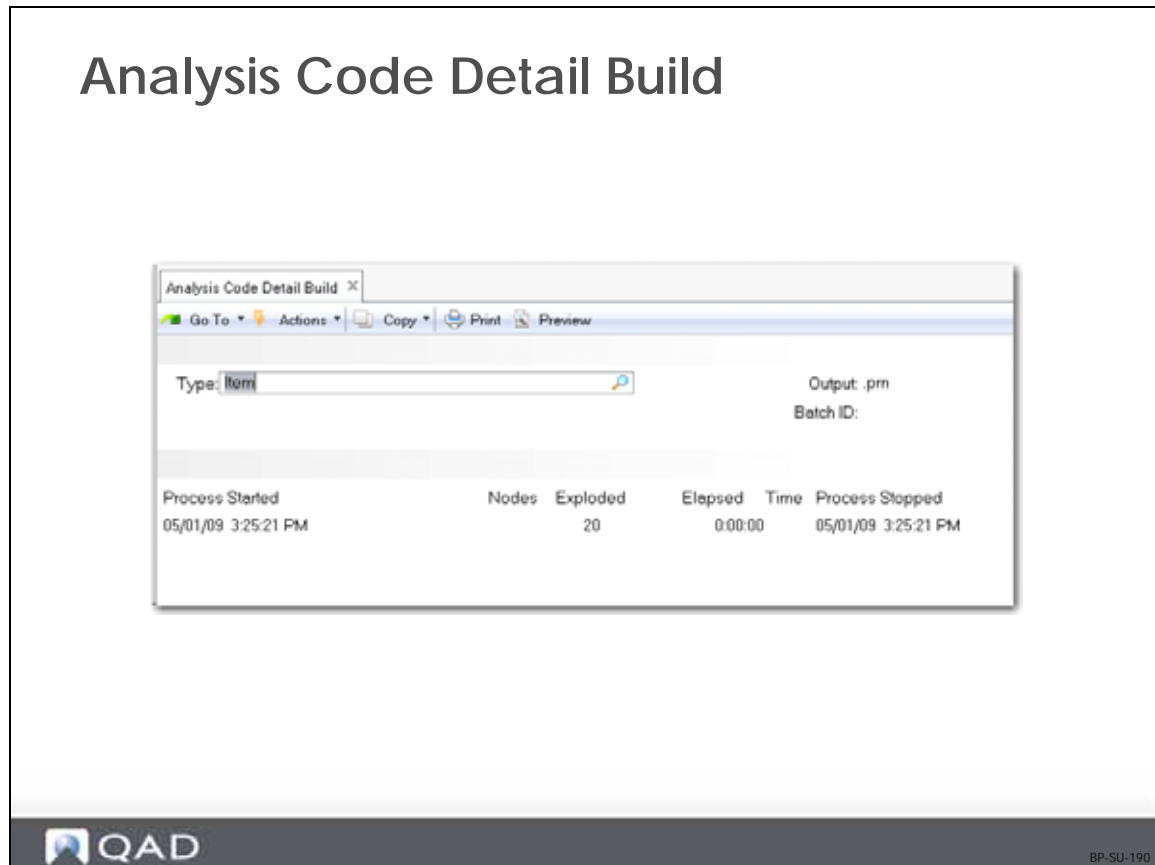 Analysis Code Detail Build
Analysis Code Detail Build
Go To Actions Copy Print Preview
Type: Item Output: .prn
Batch ID:
Process Started Nodes Exploded Elapsed Time Process Stopped
05/01/09 3:25:21 PM 20 0:00:00 05/01/09 3:25:21 PM
QAD
BP-SU-190